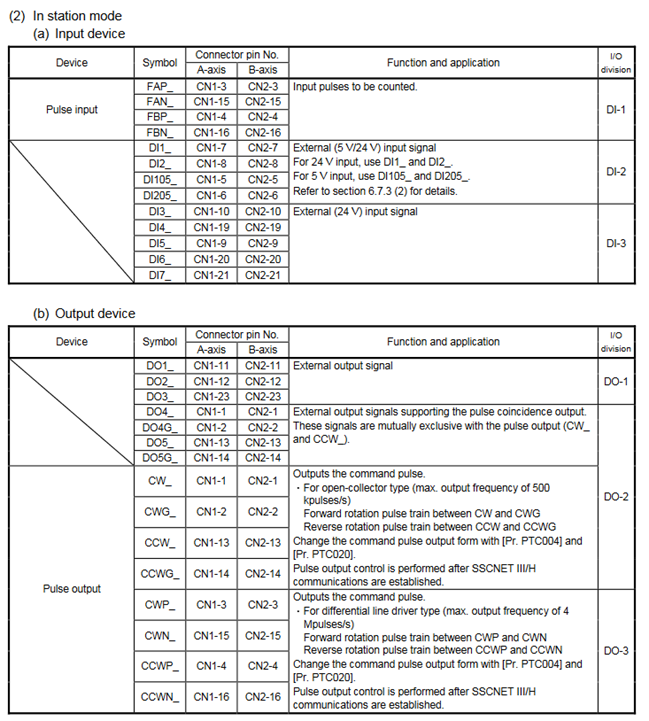 (2) In station mode
(a) Input device
Device Symbol Connector pin No. Function and application I/O division
A-axis B-axis
Pulse input FAP_ CN1-3 CN2-3 Input pulses to be counted. DI-1
FAN_ CN1-15 CN2-15
FBP_ CN1-4 CN2-4
FBN_ CN1-16 CN2-16
DI1_ CN1-7 CN2-7 External (5 V/24 V) input signal DI-2
DI2_ CN1-8 CN2-8 For 24 V input, use DI1_ and DI2_.
DI105_ CN1-5 CN2-5 For 5 V input, use DI105_ and DI205_.
DI205_ CN1-6 CN2-6 Refer to section 6.7.3 (2) for details.
DI3_ CN1-10 CN2-10 External (24 V) input signal DI-3
DI4_ CN1-19 CN2-19
DI5_ CN1-9 CN2-9
DI6_ CN1-20 CN2-20
DI7_ CN1-21 CN2-21
(b) Output device
Device Symbol Connector pin No. Function and application I/O division
A-axis B-axis
DO1_ CN1-11 CN2-11 External output signal DO-1
DO2_ CN1-12 CN2-12
DO3_ CN1-23 CN2-23
DO4_ CN1-1 CN2-1 External output signals supporting the pulse coincidence output. DO-2
DO4G_ CN1-2 CN2-2 These signals are mutually exclusive with the pulse output (CW_
DO5_ CN1-13 CN2-13 and CCW_).
DO5G_ CN1-14 CN2-14
Pulse output CW_ CN1-1 CN2-1 Outputs the command pulse.
・For open-collector type (max. output frequency of 500
kpulses/s)
CWG_ CN1-2 CN2-2 Forward rotation pulse train between CW and CWG
Reverse rotation pulse train between CCW and CCWG
CCW_ CN1-13 CN2-13 Change the command pulse output form with [Pr. PTC004] and
[Pr. PTC020].
CCWG_ CN1-14 CN2-14 Pulse output control is performed after SSCNET III/H
communications are established.
CWP_ CN1-3 CN2-3 Outputs the command pulse. DO-3
・For differential line driver type (max. output frequency of 4
Mpulses/s)
CWN_ CN1-15 CN2-15 Forward rotation pulse train between CWP and CWN
Reverse rotation pulse train between CCWP and CCWN
CCWP_ CN1-4 CN2-4 Change the command pulse output form with [Pr. PTC004] and
[Pr. PTC020].
CCWN_ CN1-16 CN2-16 Pulse output control is performed after SSCNET III/H
communications are established.